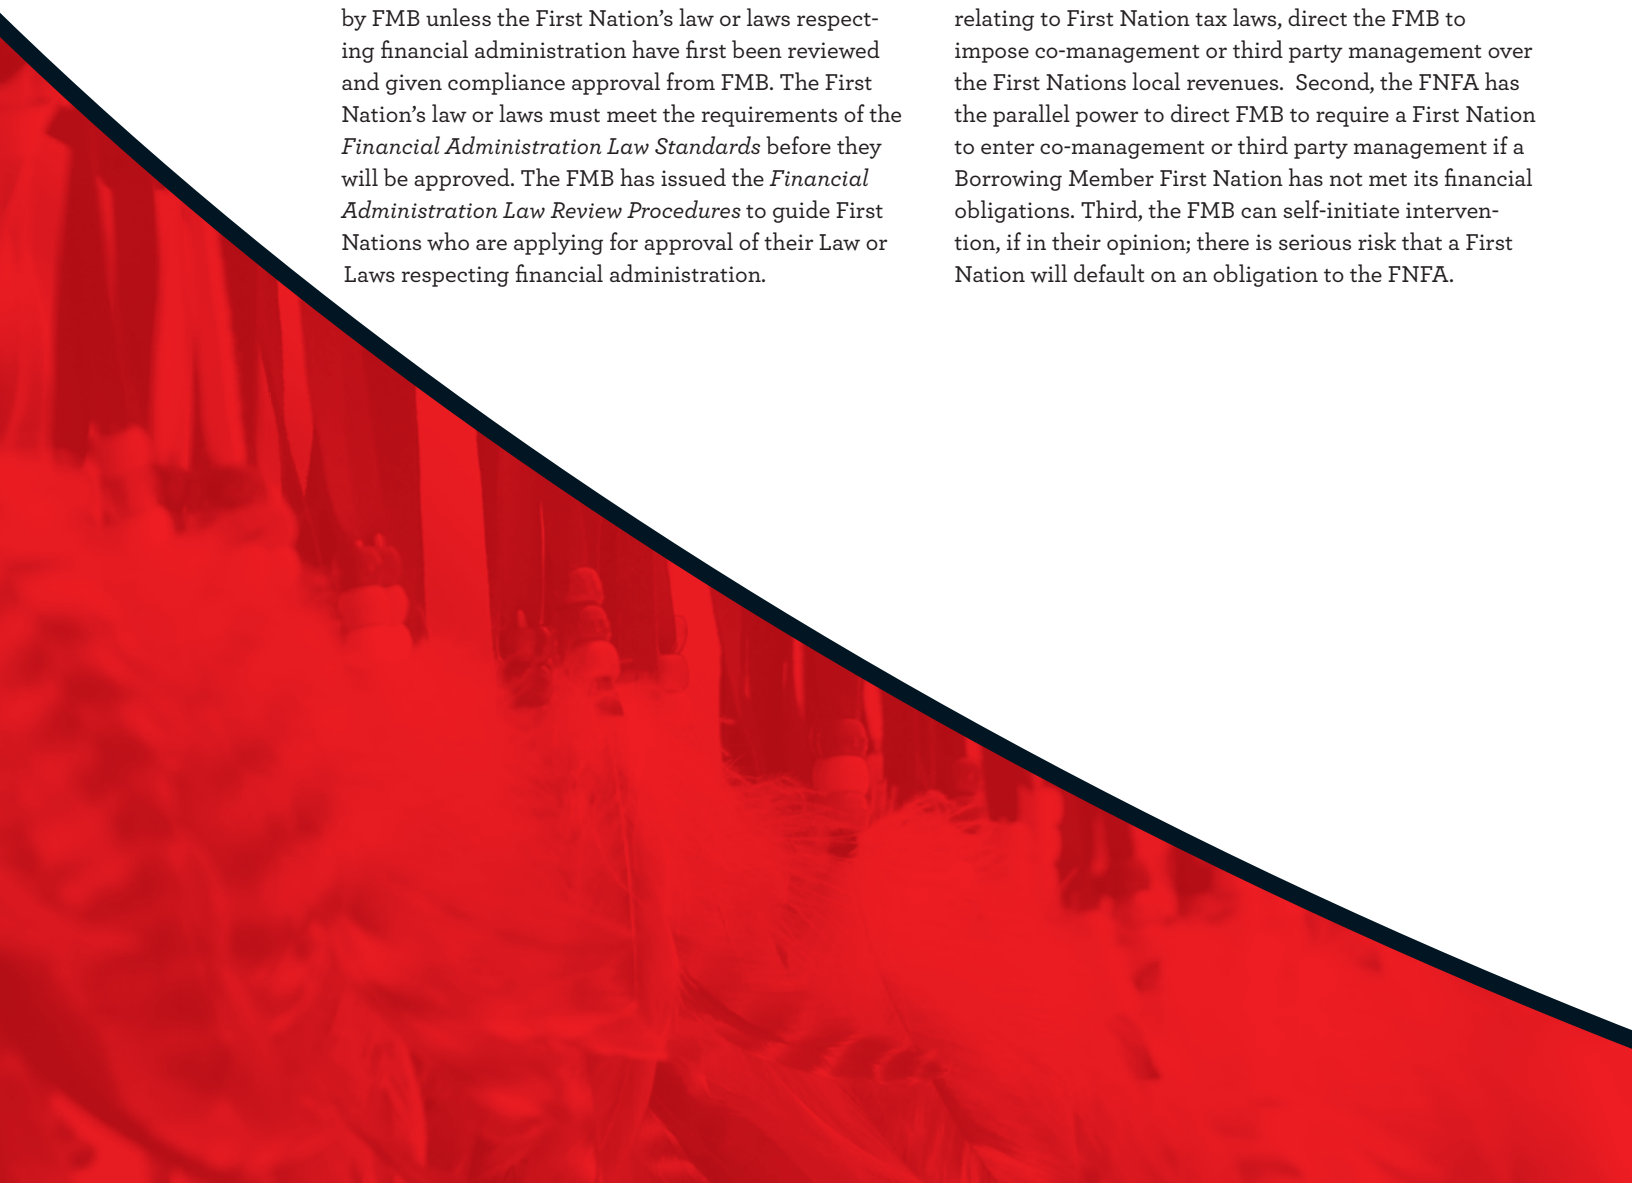 by FMB unless the First Nation’s law or laws respect-
ing financial administration have first been reviewed
and given compliance approval from FMB. The First
Nation’s law or laws must meet the requirements of the
Financial Administration Law Standards before they
will be approved. The FMB has issued the Financial
Administration Law Review Procedures to guide First
Nations who are applying for approval of their Law or
Laws respecting financial administration.
relating to First Nation tax laws, direct the FMB to
impose co-management or third party management over
the First Nations local revenues.  Second, the FNFA has
the parallel power to direct FMB to require a First Nation
to enter co-management or third party management if a
Borrowing Member First Nation has not met its financial
obligations. Third, the FMB can self-initiate interven-
tion, if in their opinion; there is serious risk that a First
Nation will default on an obligation to the FNFA.